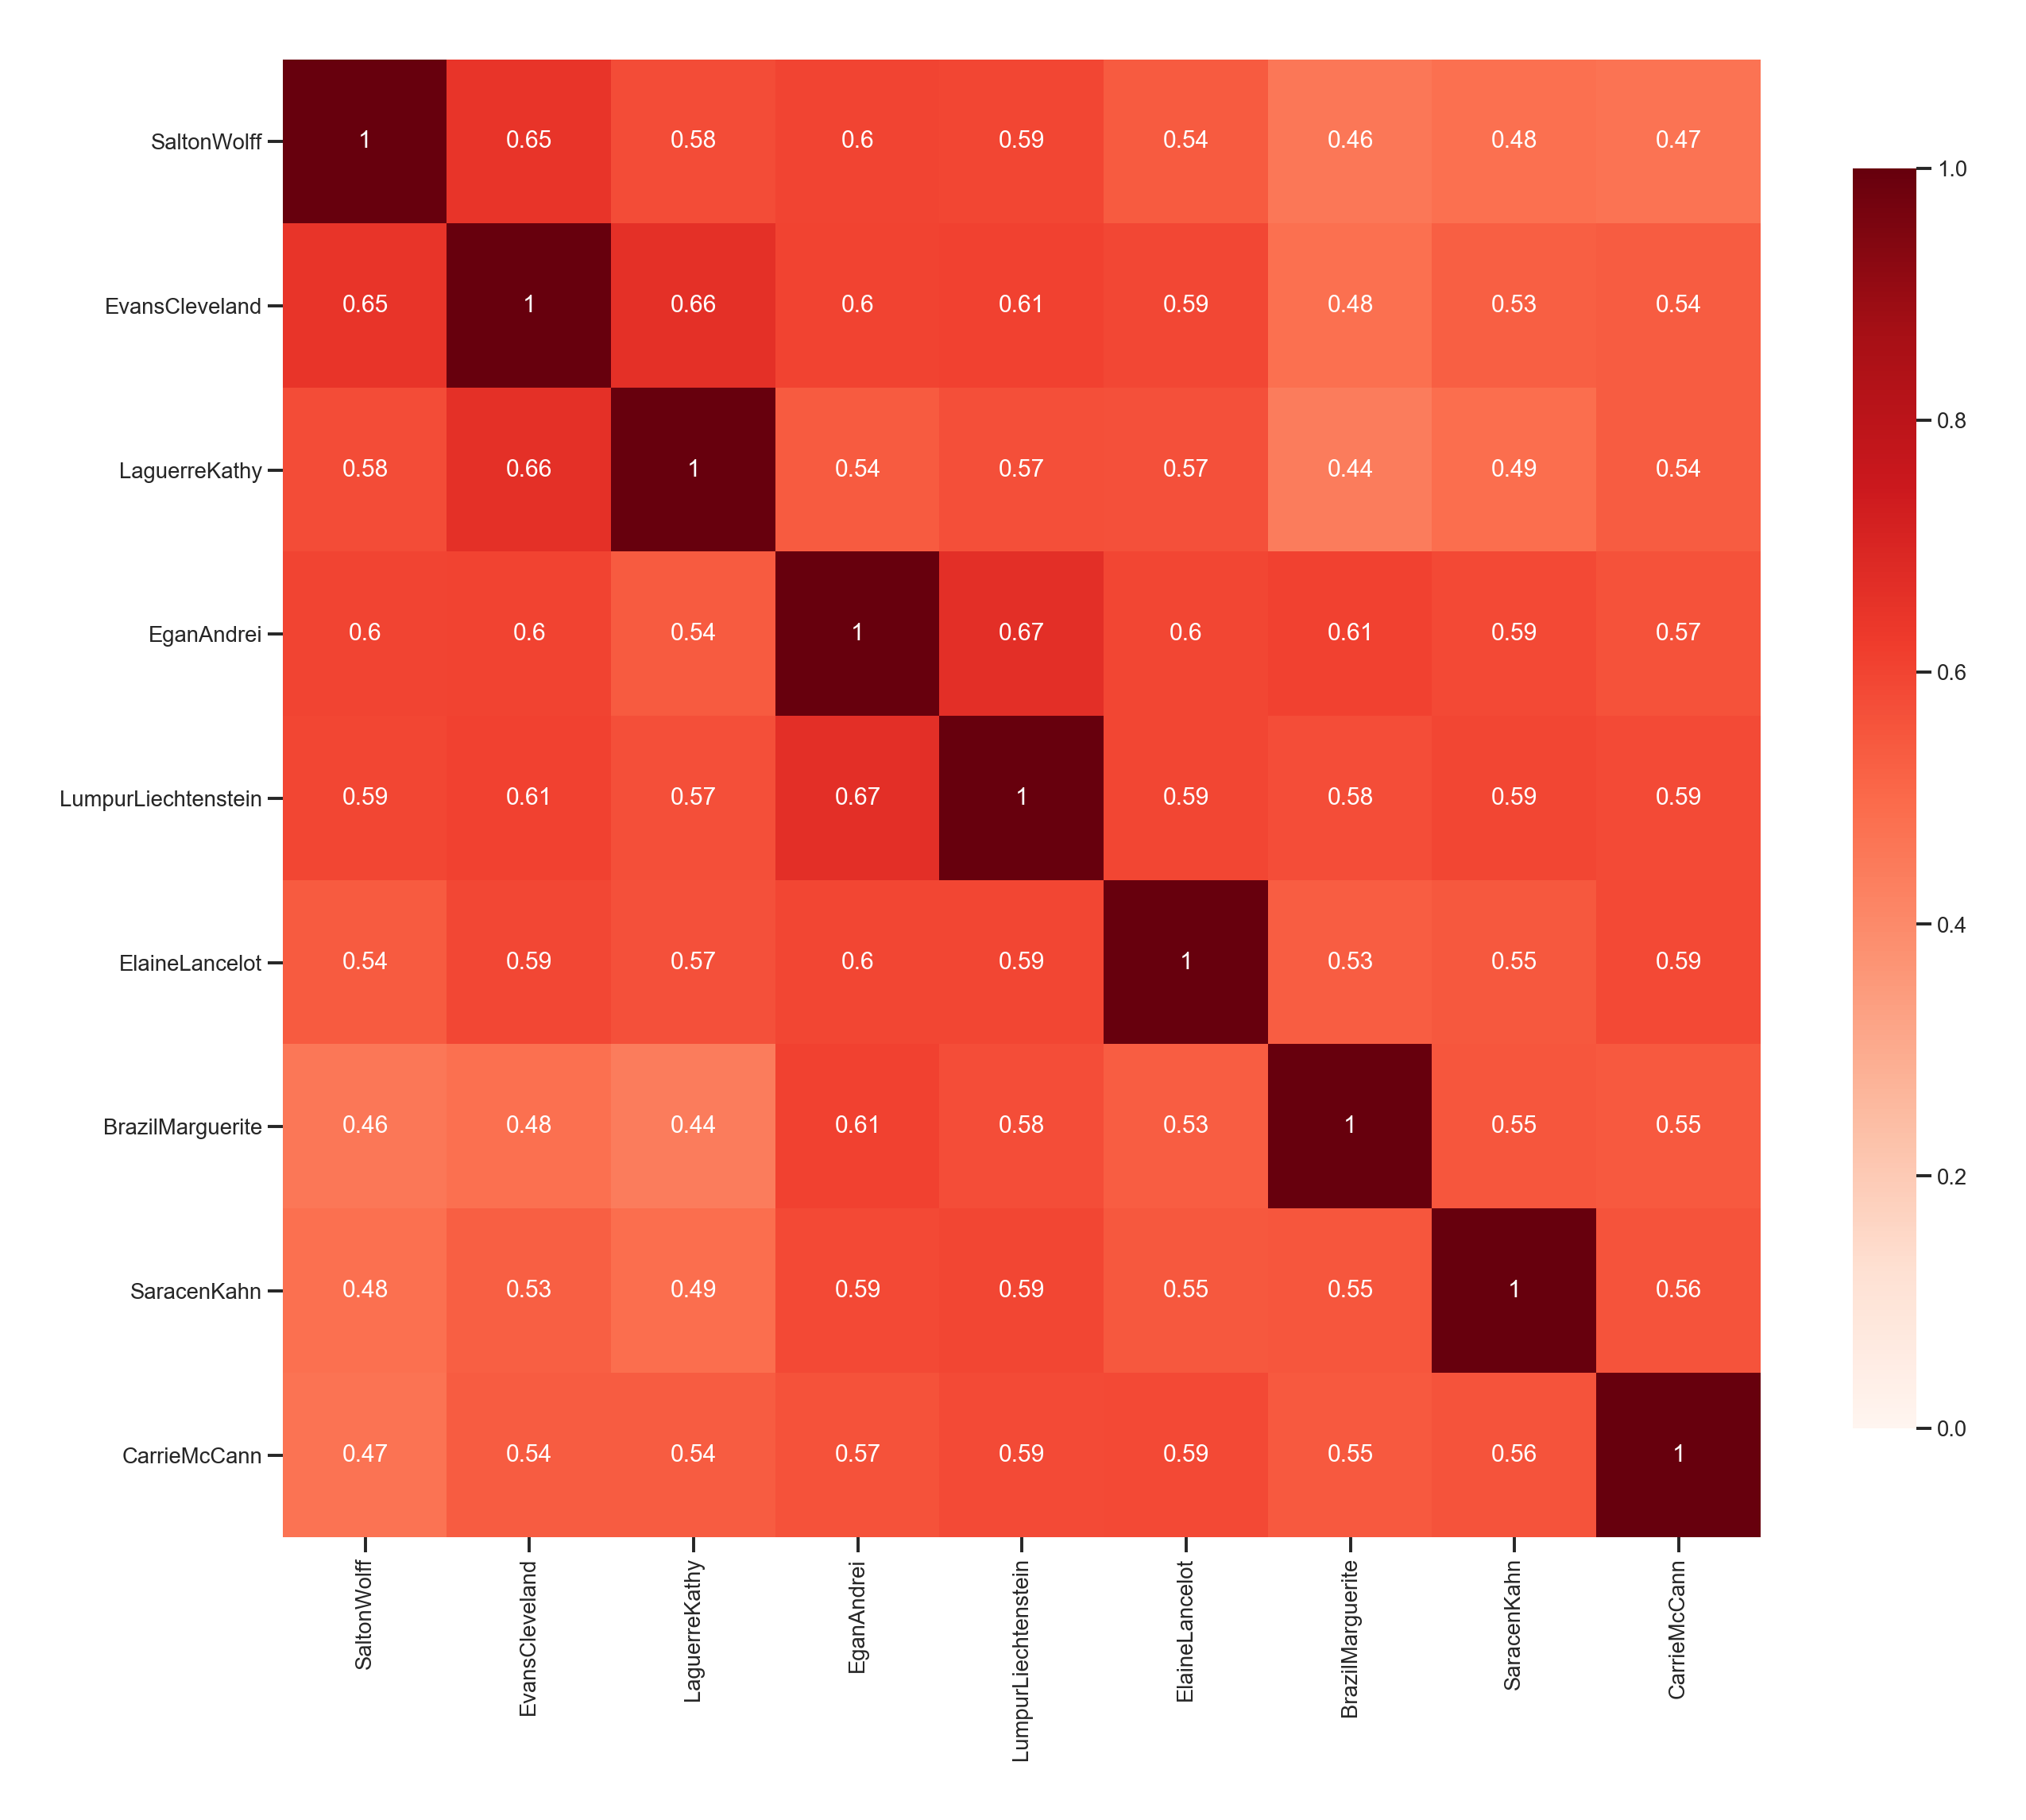 SaltonWolff 1 0.65 0.58 0.6 0.59 0.54 0.46 0.48 0.47
EvansCleveland 0.65 1 0.66 0.6 0.61 0.59 0.48 0.53 0.54
LaguerreKathy 0.58 0.66 1 0.54 0.57 0.57 0.44 0.49 0.54
EganAndrei 0.6 0.6 0.54 1 0.67 0.6 0.61 0.59 0.57
LumpurLiechtenstein 0.59 0.61 0.57 0.67 1 0.59 0.58 0.59 0.59
ElaineLancelot 0.54 0.59 0.57 0.6 0.59 1 0.53 0.55 0.59
BrazilMarguerite 0.46 0.48 0.44 0.61 0.58 0.53 1 0.55 0.55
SaracenKahn 0.48 0.53 0.49 0.59 0.59 0.55 0.55 1 0.56
CarrieMcCann 0.47 0.54 0.54 0.57 0.59 0.59 0.55 0.56 1
SaltonWolff
EvansCleveland
LaguerreKathy
EganAndrei
LumpurLiechtenstein
ElaineLancelot
BrazilMarguerite
SaracenKahn
CarrieMcCann
1.0
0.8
0.6
0.4
0.2
0.0